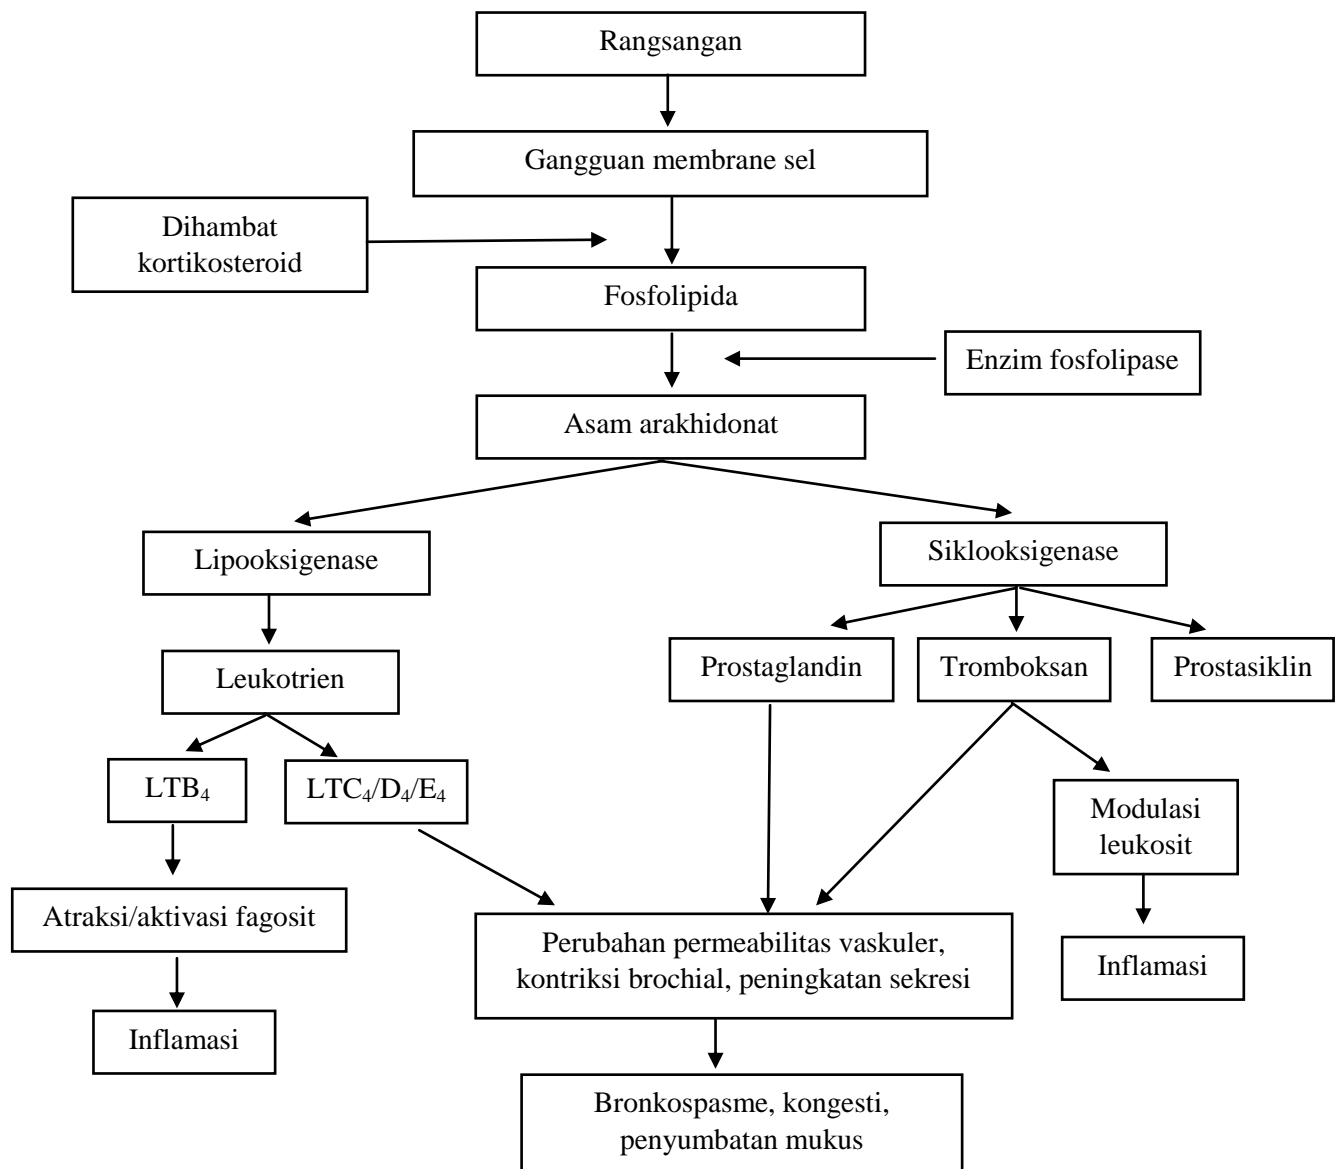 Rangsangan
Gangguan membrane sel
Dihambat
kortikosteroid
Fosfolipida
Enzim fosfolipase
Asam arakhidonat
Lipooksigenase
Siklooksigenase
Leukotrien
Prostaglandin
Tromboksan
Prostasiklin
LTB₄
LTC₄/D₄/E₄
Modulasi
leukosit
Atraksi/aktivasi fagosit
Perubahan permeabilitas vaskuler,
kontriksi brochial, peningkatan sekresi
Inflamasi
Inflamasi
Bronkospasme, kongesti,
penyumbatan mukus